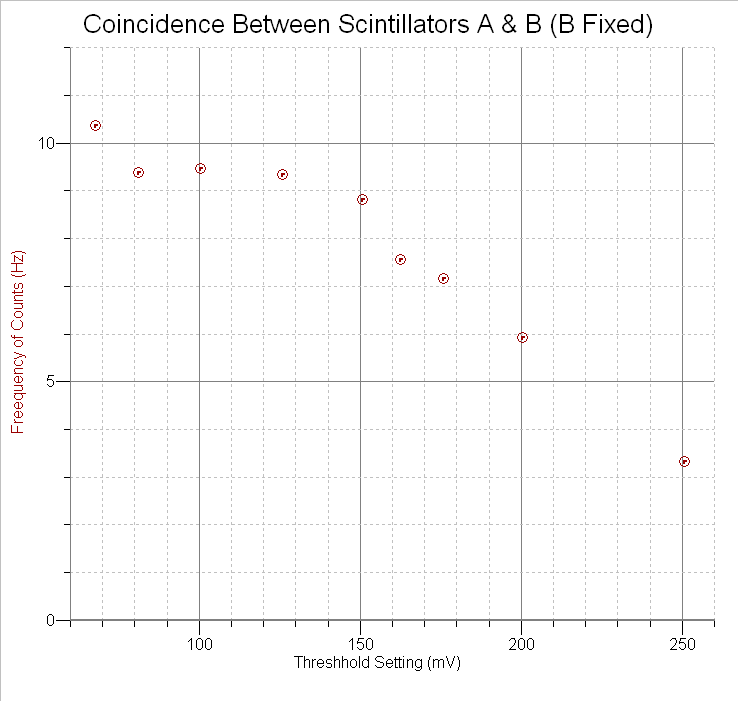 Coincidence Between Scintillators A & B (B Fixed)
10
5
0
Freequency of Counts (Hz)
100
150
200
250
Threshhold Setting (mV)